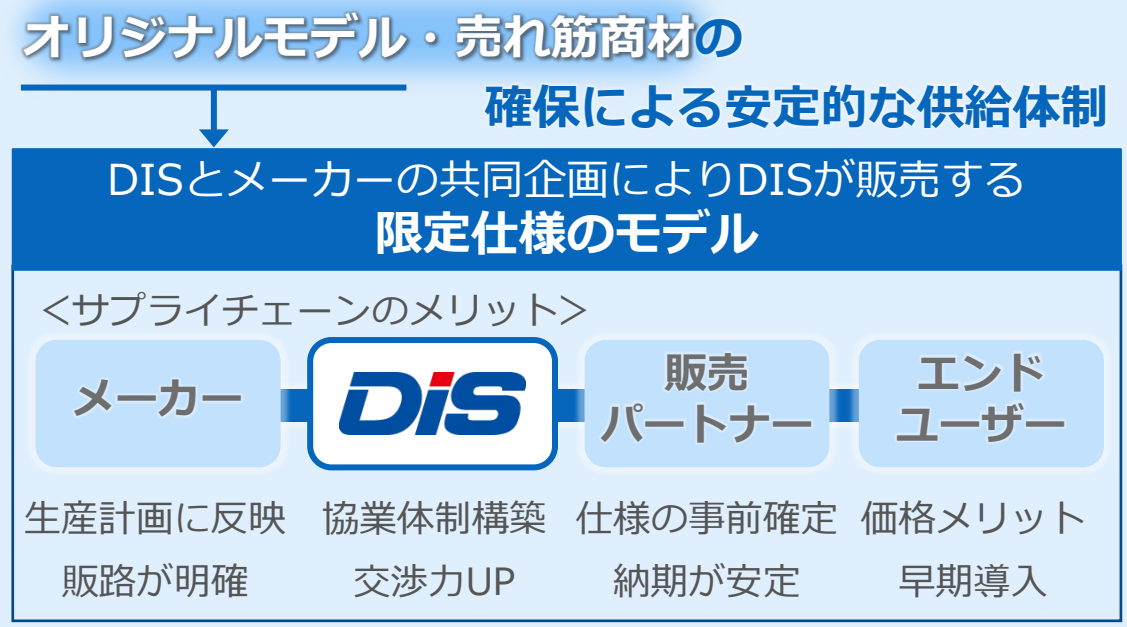 オリジナルモデル・売れ筋商材の
確保による安定的な供給体制
DISとメーカーの共同企画によりDISが販売する
限定仕様のモデル
＜サプライチェーンのメリット＞
メーカー
DiS
販売
パートナー
エンド
ユーザー
生産計画に反映
販路が明確
協業体制構築
交渉力UP
仕様の事前確定
納期が安定
価格メリット
早期導入